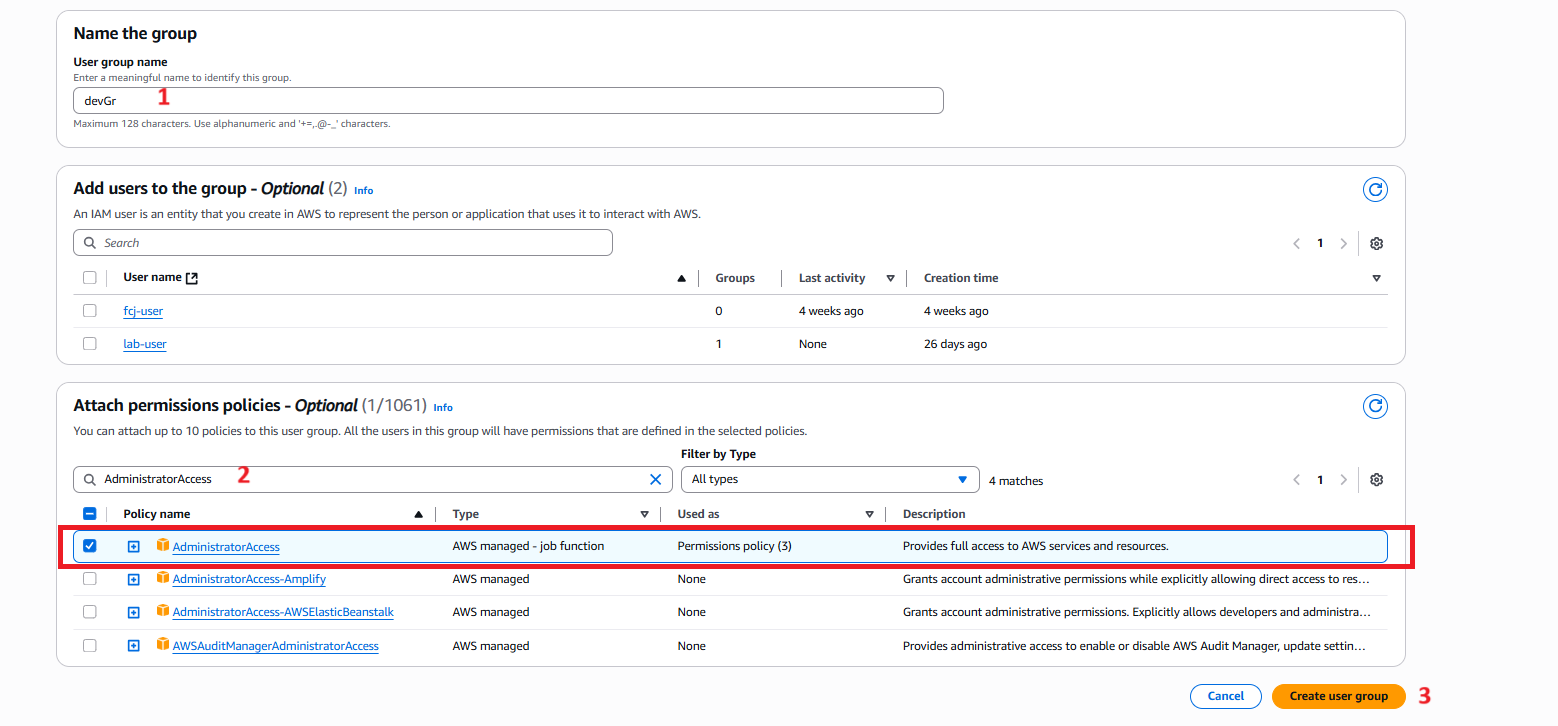 Name the group
User group name
Enter a meaningful name to identify this group.
devGr 1
Maximum 128 characters. Use alphanumeric and '+=,.@-_' characters.
Add users to the group - Optional (2) Info
An IAM user is an entity that you create in AWS to represent the person or application that uses it to interact with AWS.
Search
1
User name Groups Last activity Creation time
fcj-user 0 4 weeks ago 4 weeks ago
lab-user 1 None 26 days ago
Attach permissions policies - Optional (1/1061) Info
You can attach up to 10 policies to this user group. All the users in this group will have permissions that are defined in the selected policies.
Filter by Type
AdministratorAccess 2 All types 4 matches 1
Policy name Type Used as Description
AdministratorAccess AWS managed - job function Permissions policy (3) Provides full access to AWS services and resources.
AdministratorAccess-Amplify AWS managed None Grants account administrative permissions while explicitly allowing direct access to res…
AdministratorAccess-AWSElasticBeanstalk AWS managed None Grants account administrative permissions. Explicitly allows developers and administra…
AWSAuditManagerAdministratorAccess AWS managed None Provides administrative access to enable or disable AWS Audit Manager, update settin…
Cancel Create user group 3